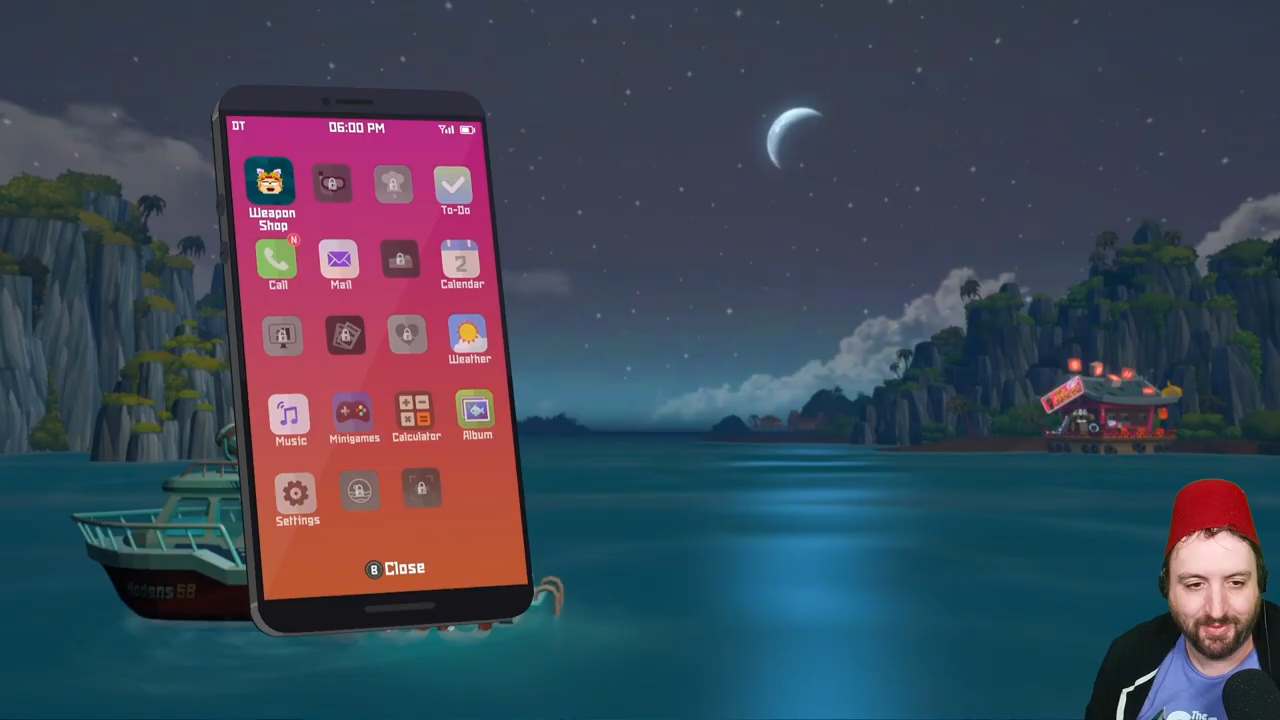 DT
06:00 PM
Weapon
Shop
To-Do
N
Call
Mail
2
Calendar
Weather
Music
Minigames
Calculator
Album
Settings
B Close
The